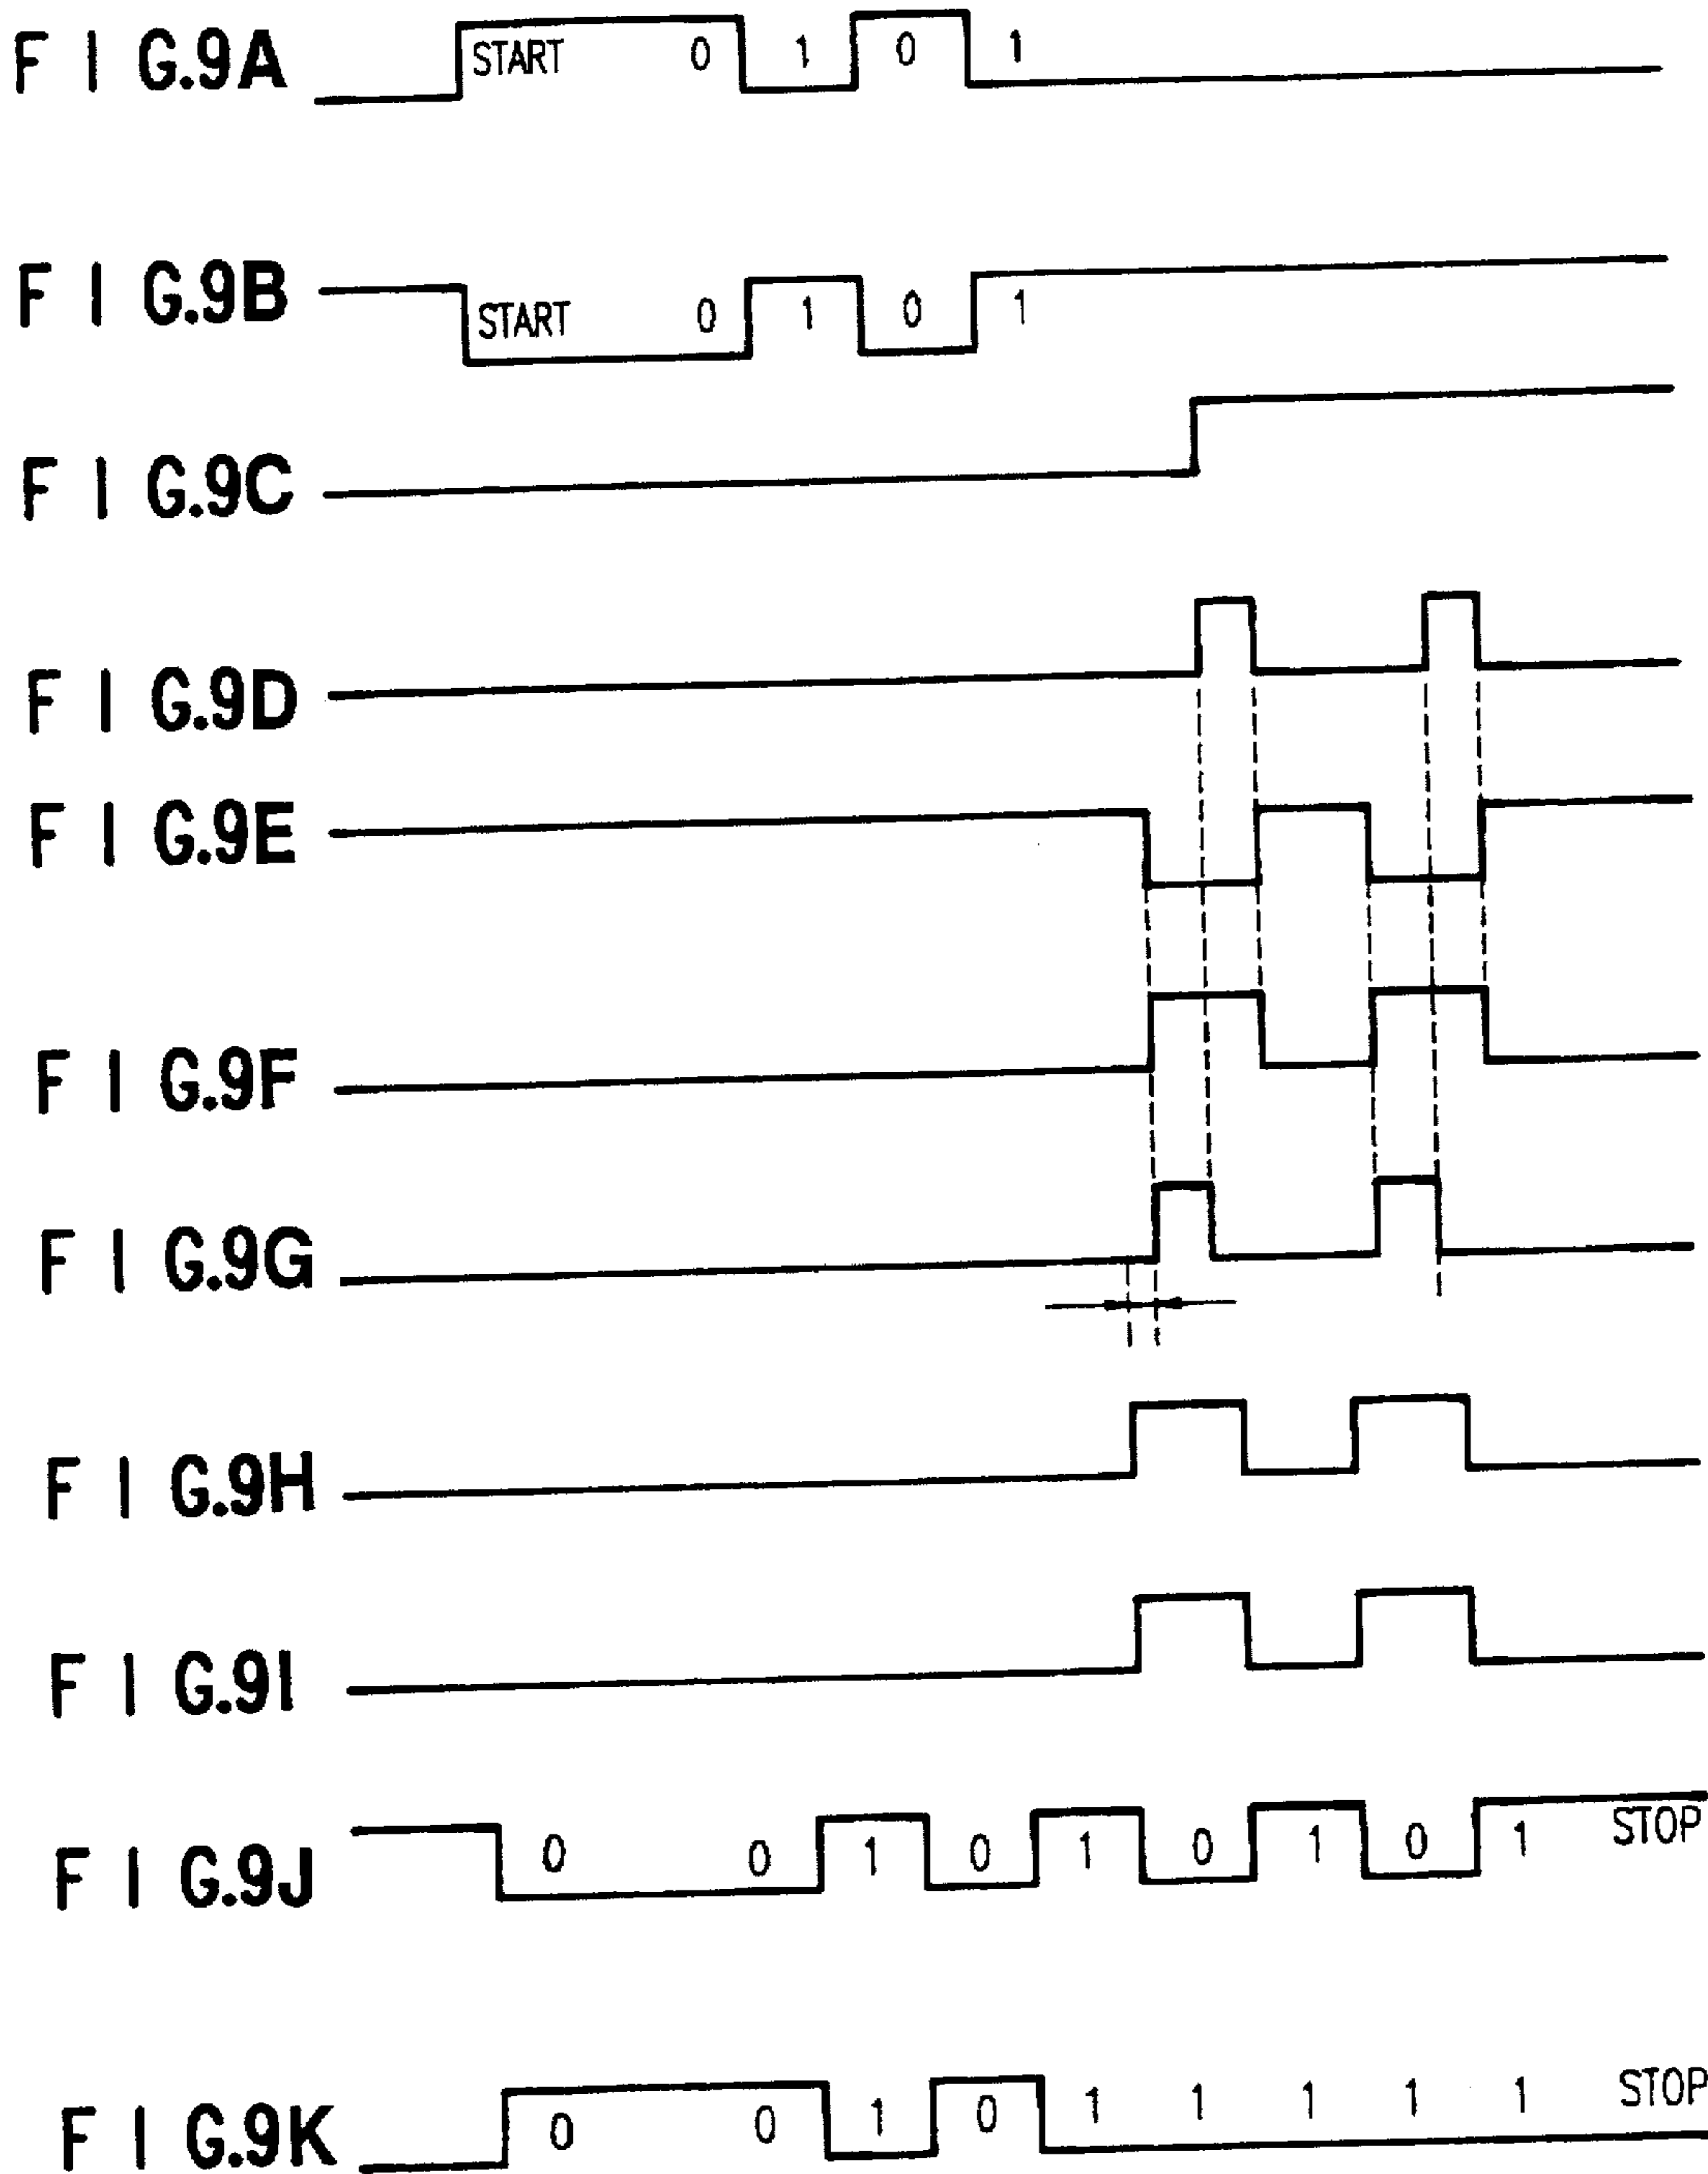 FIG.9A START 0 1 0 1
FIG.9B START 0 1 0 1
FIG.9C
FIG.9D
FIG.9E
FIG.9F
FIG.9G
FIG.9H
FIG.9I
FIG.9J 0 0 1 0 1 0 1 0 1 STOP
FIG.9K 0 0 1 0 1 1 1 1 1 STOP